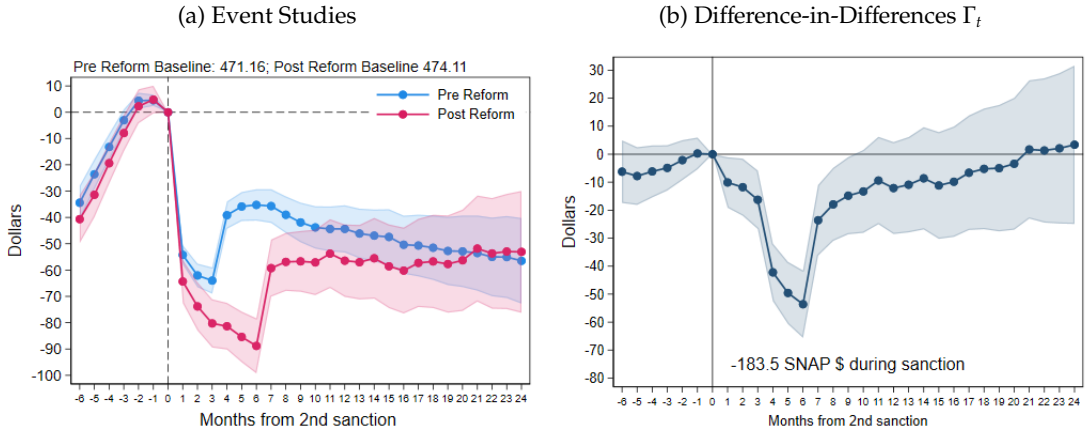 (a) Event Studies
Pre Reform Baseline: 471.16; Post Reform Baseline 474.11
Pre Reform
Post Reform
10
0
-10
-20
-30
-40
-50
-60
-70
-80
-90
-100
Dollars
-6 -5 -4 -3 -2 -1 0 1 2 3 4 5 6 7 8 9 10 11 12 13 14 15 16 17 18 19 20 21 22 23 24
Months from 2nd sanction
(b) Difference-in-Differences Γt
30
20
10
0
-10
-20
-30
-40
-50
-60
-70
-80
Dollars
-183.5 SNAP $ during sanction
-6 -5 -4 -3 -2 -1 0 1 2 3 4 5 6 7 8 9 10 11 12 13 14 15 16 17 18 19 20 21 22 23 24
Months from 2nd sanction